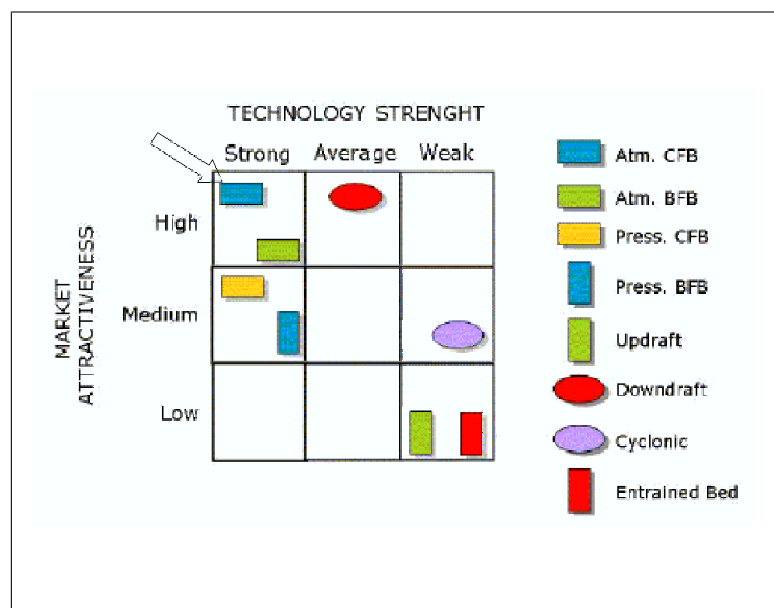 TECHNOLOGY STRENGHT
Strong Average Weak
MARKET
ATTRACTIVENESS
High
Medium
Low
Atm. CFB
Atm. BFB
Press. CFB
Press. BFB
Updraft
Downdraft
Cyclonic
Entrained Bed